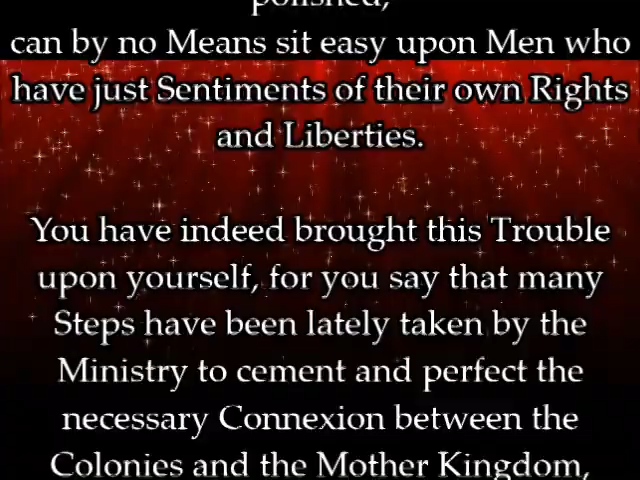 polished,
can by no Means sit easy upon Men who
have just Sentiments of their own Rights
and Liberties.
You have indeed brought this Trouble
upon yourself, for you say that many
Steps have been lately taken by the
Ministry to cement and perfect the
necessary Connexion between the
Colonies and the Mother Kingdom,